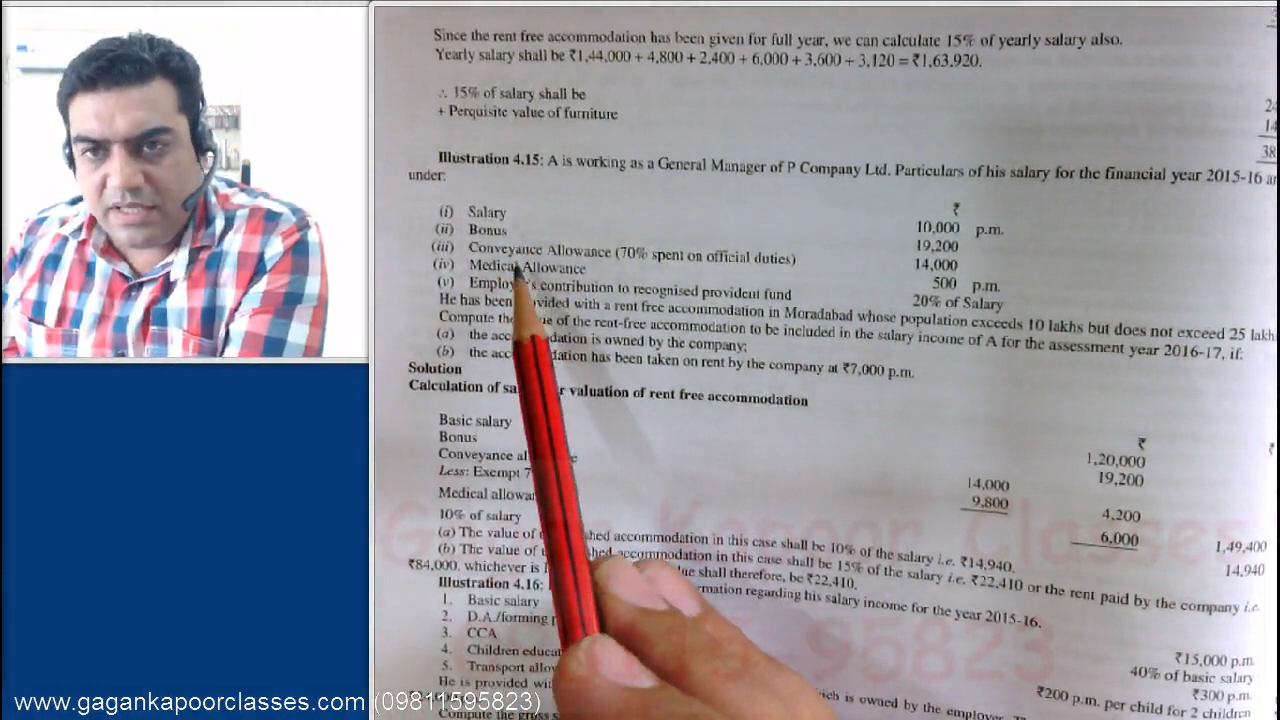 Since the rent free accommodation has been given for full year, we can calculate 15% of yearly salary also.
Yearly salary shall be ₹1,44,000 + 4,800 + 2,400 + 6,000 + 3,600 + 3,120 = ₹1,63,920.
∴ 15% of salary shall be
+ Perquisite value of furniture
38
Illustration 4.15: A is working as a General Manager of P Company Ltd. Particulars of his salary for the financial year 2015-16
under:
₹
(i) Salary 10,000 p.m.
(ii) Bonus 19,200
(iii) Conveyance Allowance (70% spent on official duties) 14,000
(iv) Medical Allowance 500 p.m.
(v) contribution to recognised provident fund 20% of Salary
He has been provided with a rent free accommodation in Moradabad whose population exceeds 10 lakhs but does not exceed 25 lakh
Compute the of the rent-free accommodation to be included in the salary income of A for the assessment year 2016-17, if:
(a) the is owned by the company;
(b) the has been taken on rent by the company at ₹7,000 p.m.
Solution
Calculation of valuation of rent free accommodation
₹
Basic salary 1,20,000
Bonus 19,200
Conveyance 14,000
Less: Exempt 9,800 4,200
Medical 6,000 1,49,400
10% of salary 14,940
(a) The value of accommodation in this case shall be 10% of the salary i.e. ₹14,940.
(b) The value of accommodation in this case shall be 15% of the salary i.e. ₹22,410 or the rent paid by the company i.e.
₹84,000, whichever is shall therefore, be ₹22,410.
Illustration 4.16: regarding his salary income for the year 2015-16.
1. Basic salary ₹15,000 p.m.
2. D.A./forming 40% of basic salary
3. CCA ₹300 p.m.
4. Children ₹200 p.m. per child for 2 children
5. Transport
He is provided is owned by the employer.
Compute the gross
Gagan Kapoor Classes
95823
www.gagankapoorclasses.com (09811595823)